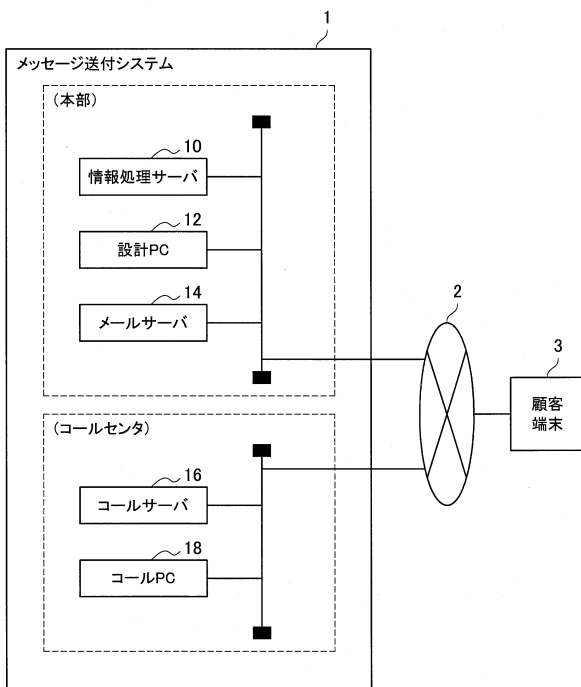 1
メッセージ送付システム
(本部)
10
情報処理サーバ
12
設計PC
14
メールサーバ
2
3
顧客
端末
(コールセンタ)
16
コールサーバ
18
コールPC